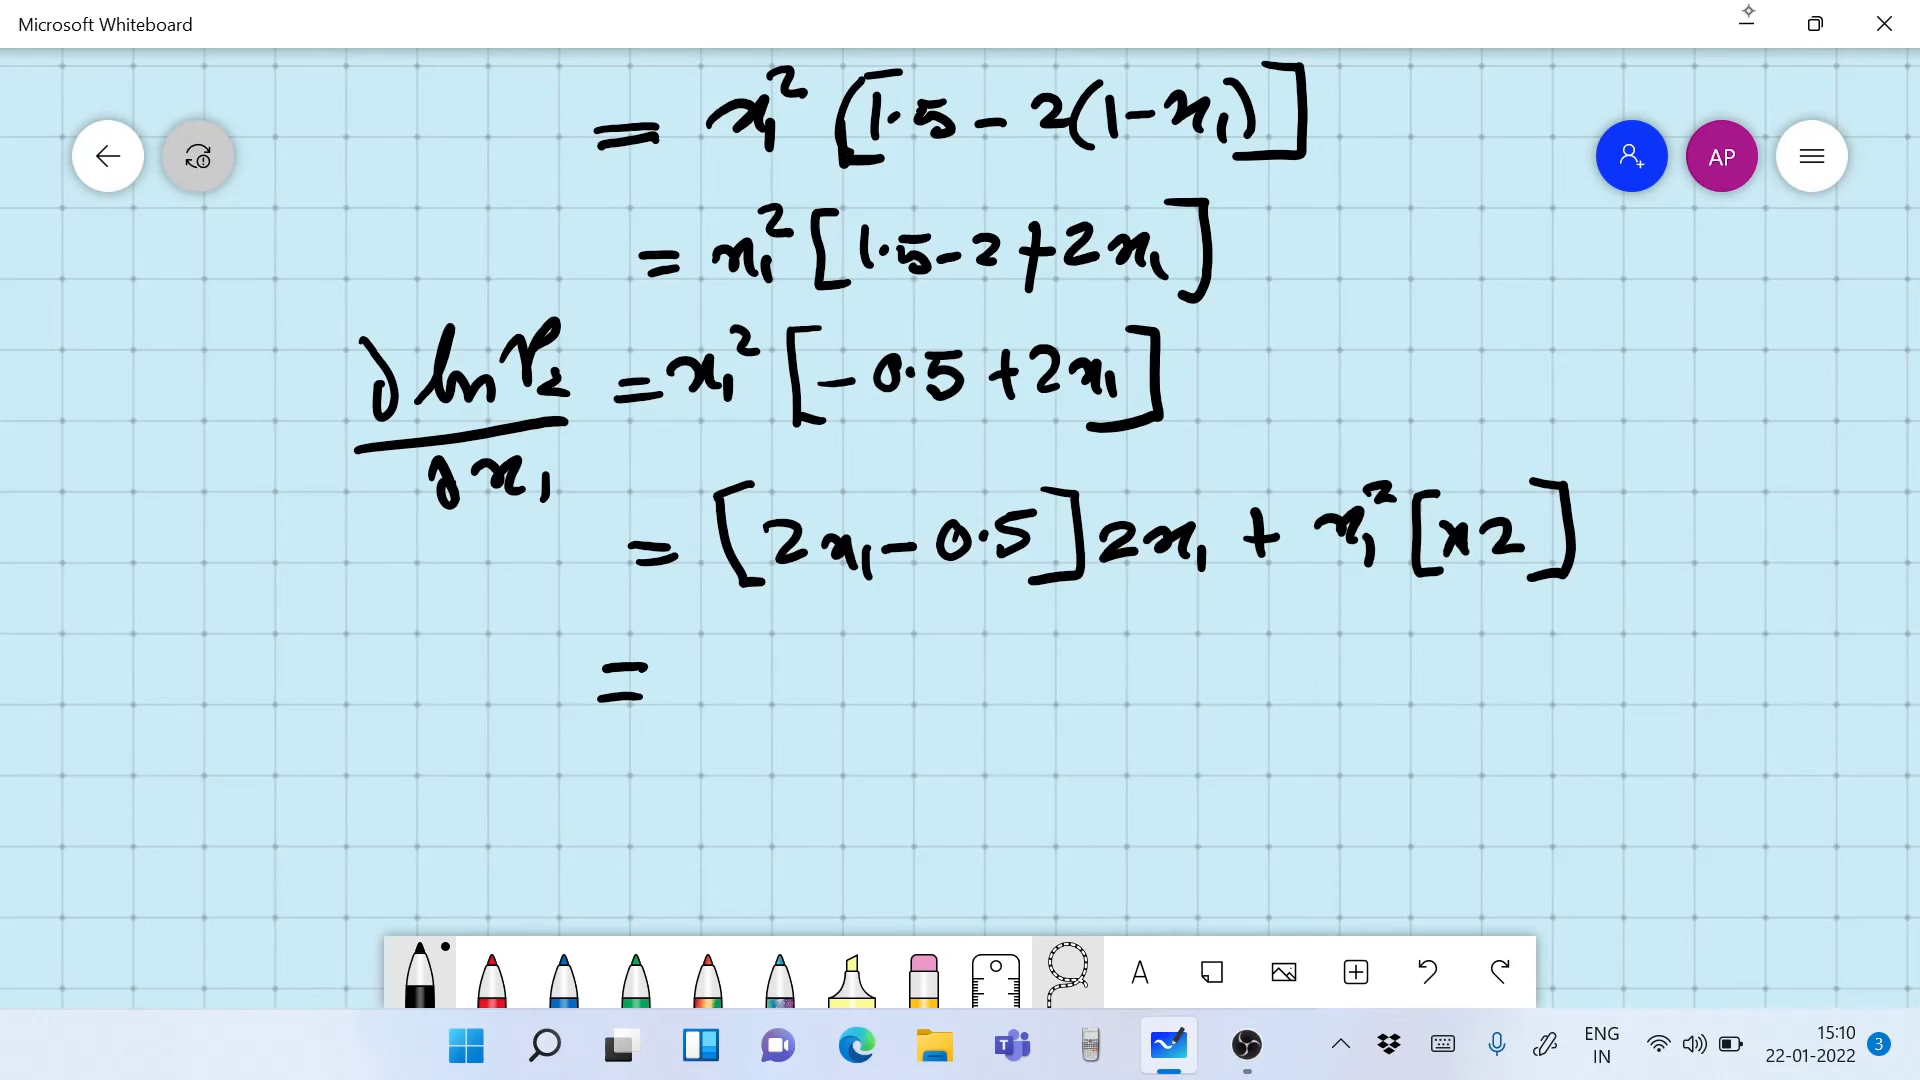 Microsoft Whiteboard
= x₁² [1.5 - 2(1-x₁)]
AP
= x₁² [1.5 - 2 + 2x₁]
∂ ln γ₂ / ∂x₁ = x₁² [-0.5 + 2x₁]
= [2x₁ - 0.5] 2x₁ + x₁² [x2]
=
A
ENG
IN
15:10
22-01-2022
3